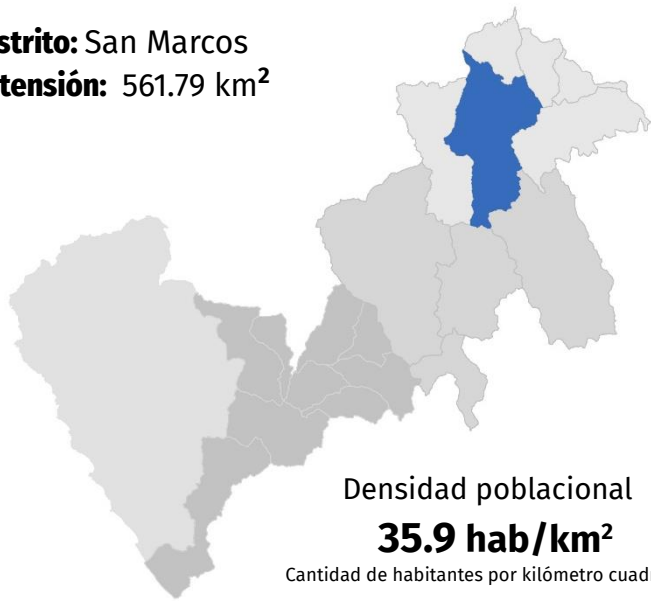 strito: San Marcos
tensión: 561.79 km²
Densidad poblacional
35.9 hab/km²
Cantidad de habitantes por kilómetro cuad